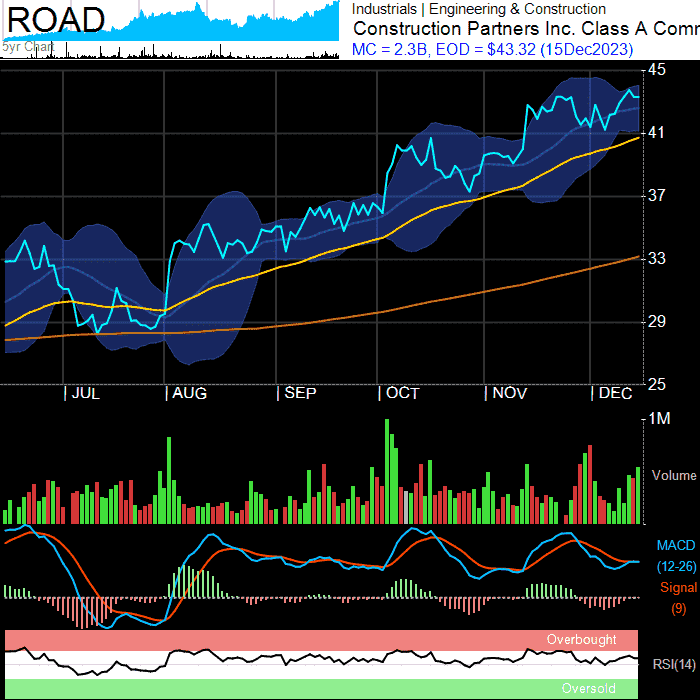 ROAD
5yr Chart
Industrials | Engineering & Construction
Construction Partners Inc. Class A Comm
MC = 2.3B, EOD = $43.32 (15Dec2023)
45
41
37
33
29
25
| JUL | AUG | SEP | OCT | NOV | DEC
1M
Volume
MACD
(12-26)
Signal
(9)
Overbought
RSI(14)
Oversold